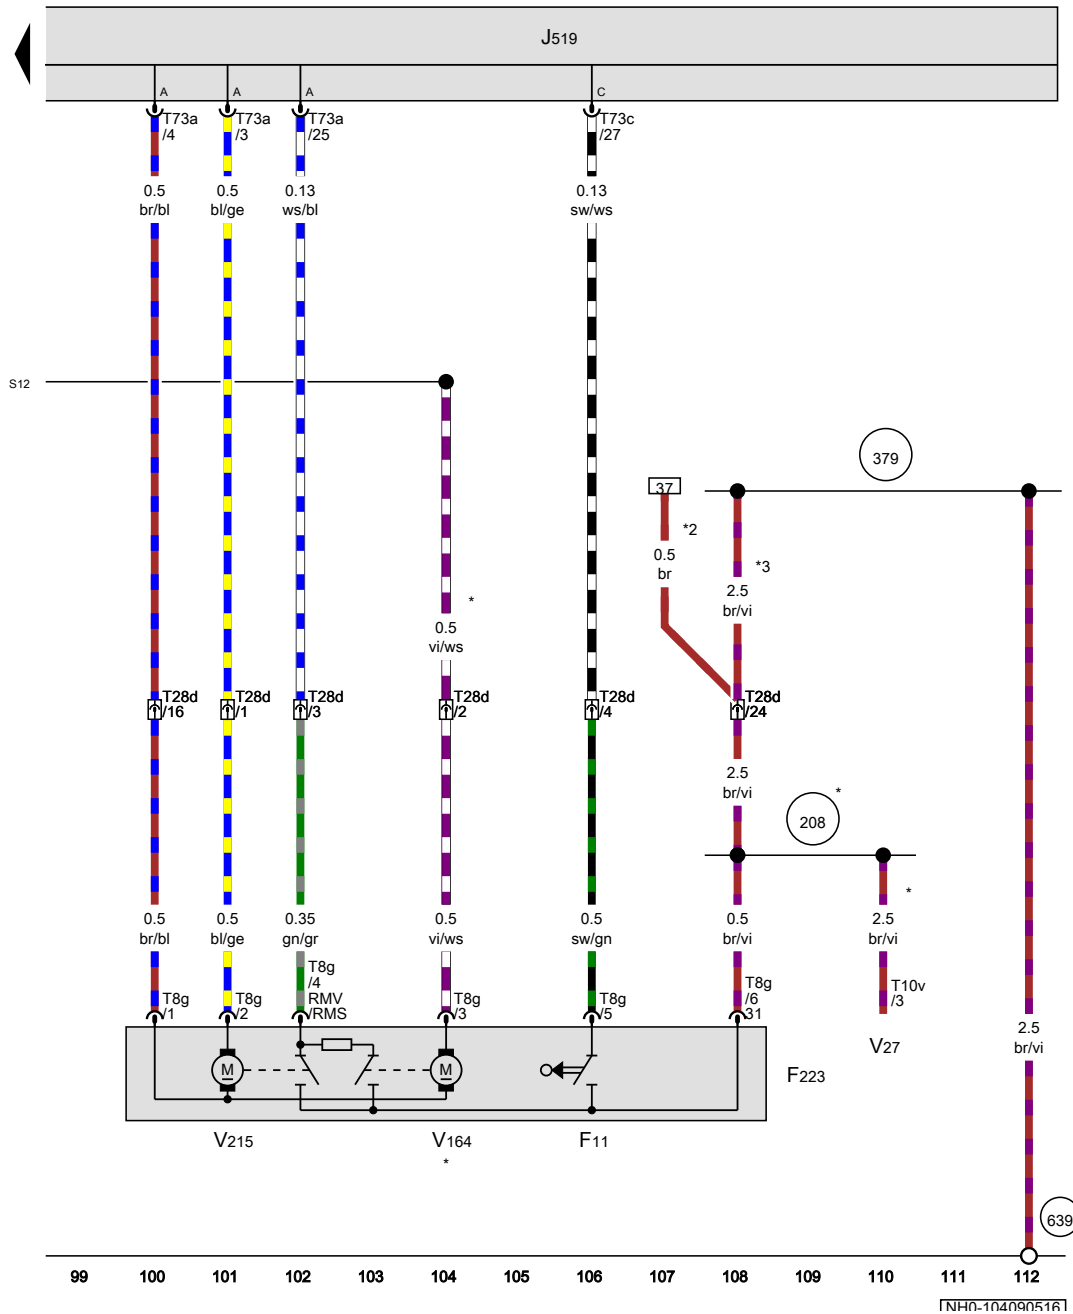 J519
A
A
A
C
T73a
/4
T73a
/3
T73a
/25
T73c
/27
0.5
br/bl
0.5
bl/ge
0.13
ws/bl
0.13
sw/ws
S12
379
37
*2
0.5
br
*3
2.5
br/vi
*
0.5
vi/ws
T28d
/16
T28d
/1
T28d
/3
T28d
/2
T28d
/4
T28d
/24
2.5
br/vi
*
208
*
0.5
br/bl
0.5
bl/ge
0.35
gn/gr
0.5
vi/ws
0.5
sw/gn
0.5
br/vi
2.5
br/vi
T8g
/1
T8g
/2
T8g
/4
RMV
/RMS
T8g
/3
T8g
/5
T8g
/6
31
T10v
/3
V27
2.5
br/vi
M
M
F223
V215
V164
*
F11
639
99 100 101 102 103 104 105 106 107 108 109 110 111 112
NH0-104090516